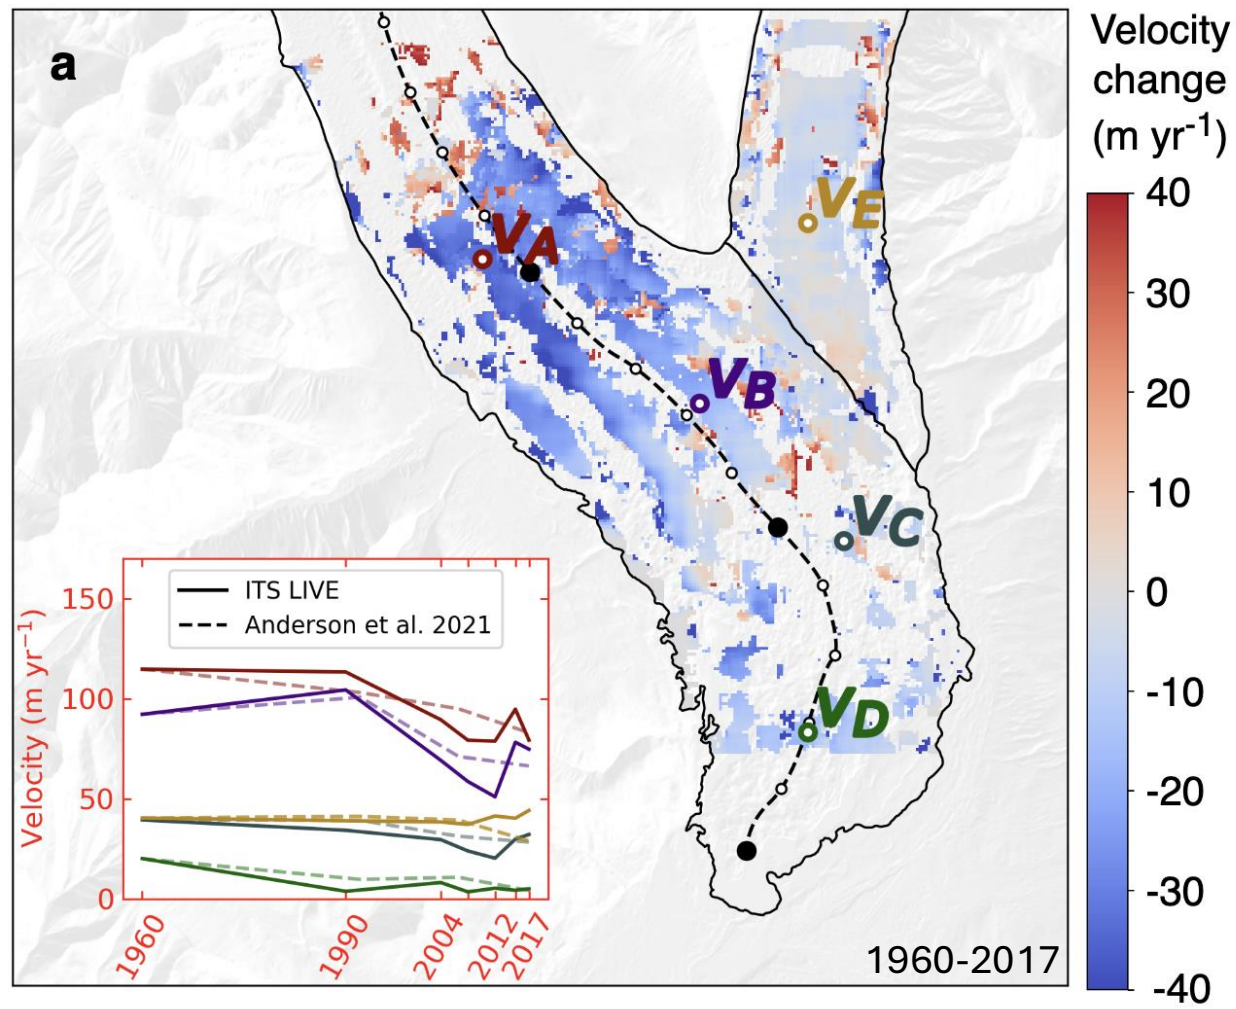 a
Velocity
change
(m yr⁻¹)
40
30
20
10
0
-10
-20
-30
-40
VE
VA
VB
VC
VD
ITS LIVE
Anderson et al. 2021
Velocity (m yr⁻¹)
150
100
50
0
1960
1990
2004
2012
2017
1960-2017